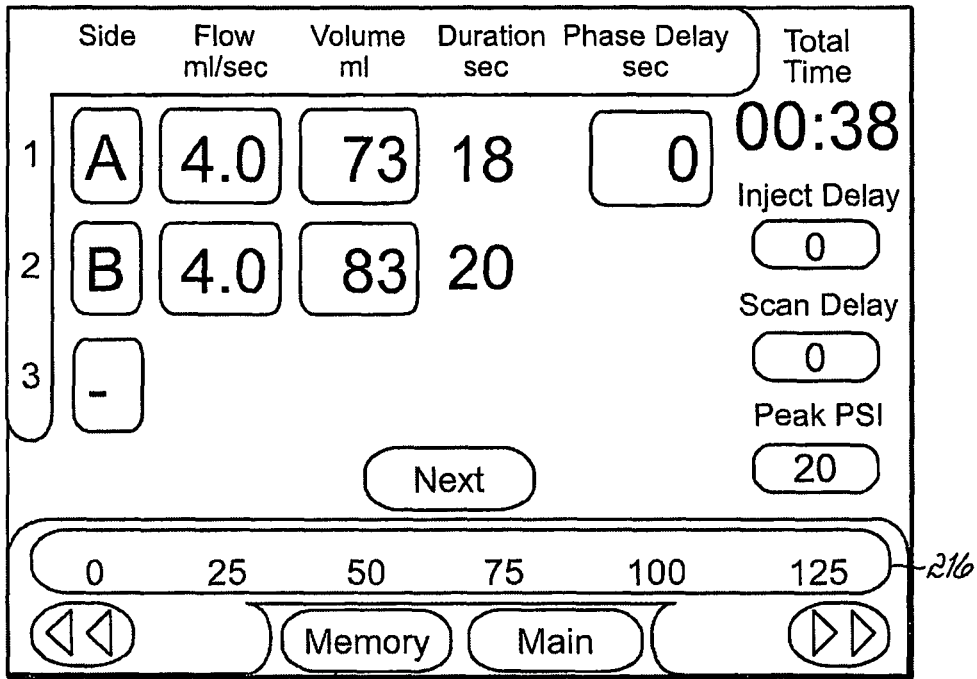 Side Flow Volume Duration Phase Delay Total
ml/sec ml sec sec Time
1 A 4.0 73 18 0 00:38
Inject Delay
0
2 B 4.0 83 20
Scan Delay
0
3 -
Peak PSI
20
Next
0 25 50 75 100 125
216
Memory Main